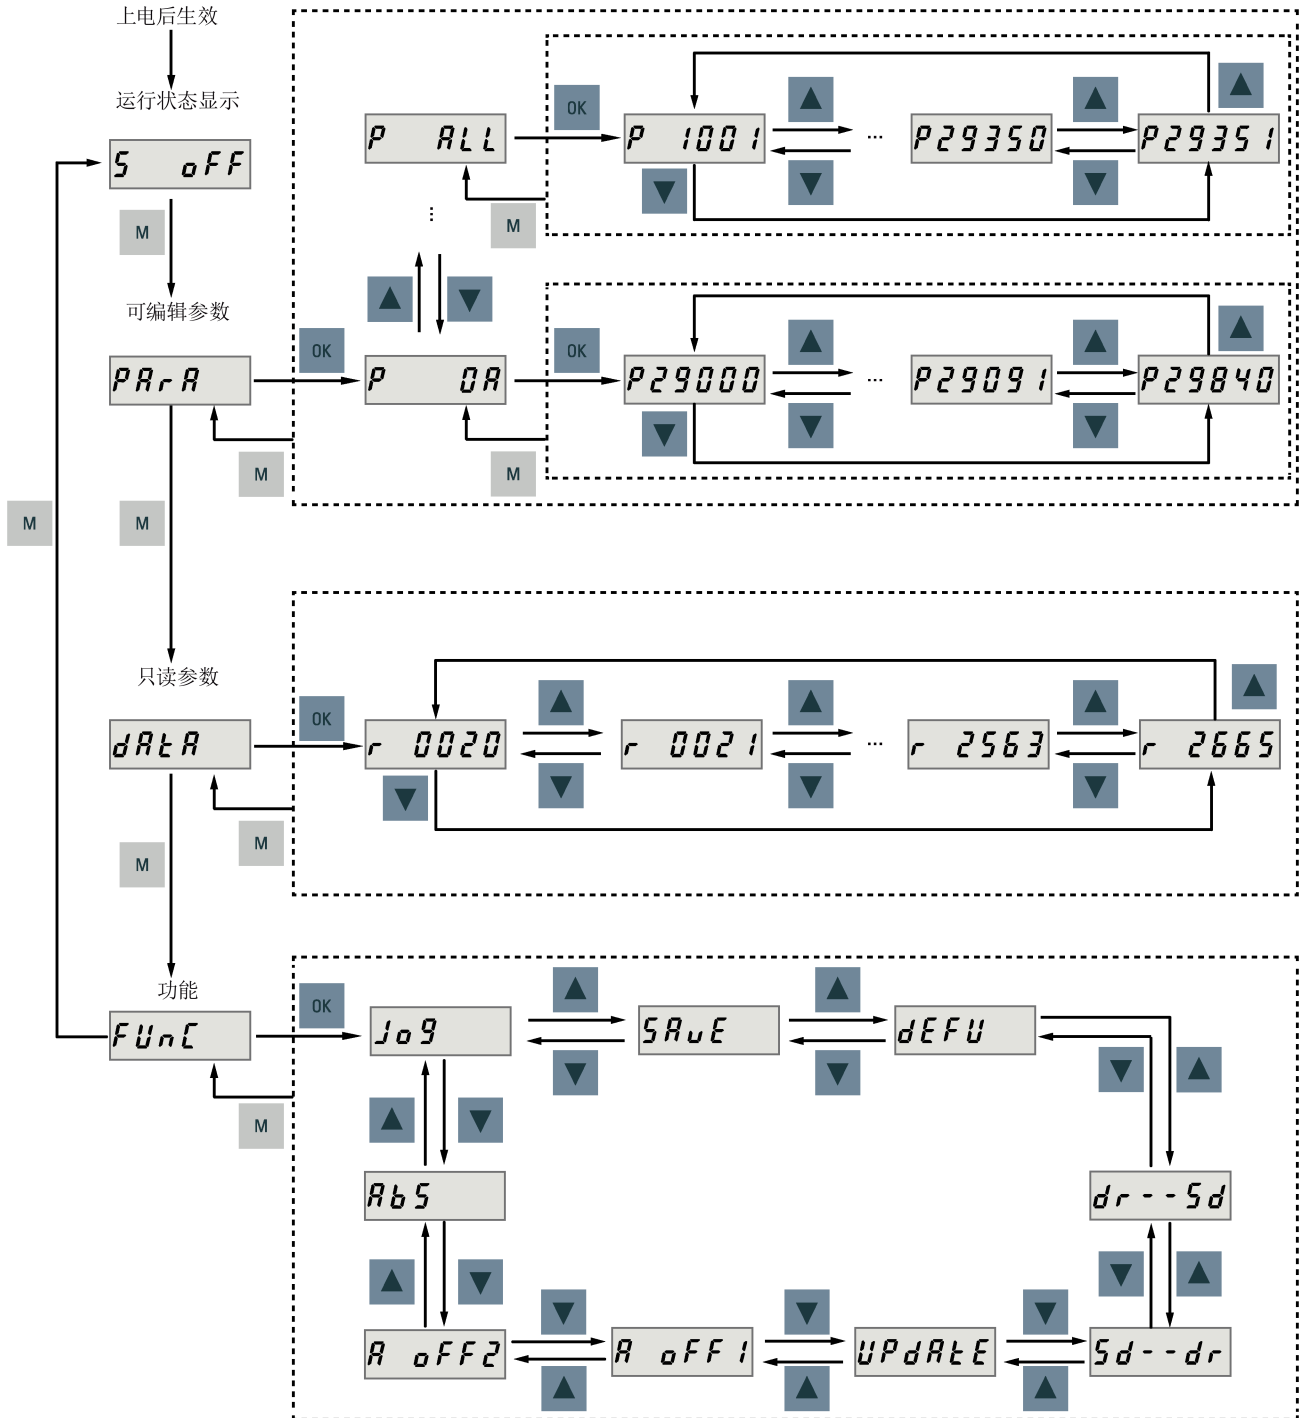 上电后生效
运行状态显示
S oFF
M
可编辑参数
PArA
OK
M
P ALL
OK
P 1001
...
P29350
P29351
M
...
P 0A
OK
P29000
...
P29091
P29840
M
M
M
只读参数
dAtA
OK
r 0020
r 0021
...
r 2563
r 2665
M
M
功能
FUnC
OK
Jog
SAvE
dEFU
M
AbS
dr--Sd
A oFF2
A oFF1
UPdAtE
Sd--dr